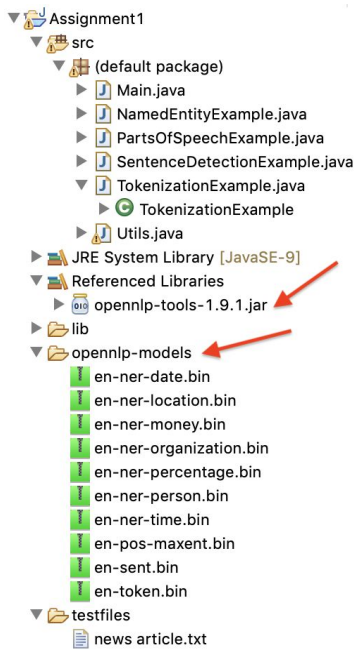 Assignment1
src
(default package)
Main.java
NamedEntityExample.java
PartsOfSpeechExample.java
SentenceDetectionExample.java
TokenizationExample.java
TokenizationExample
Utils.java
JRE System Library [JavaSE-9]
Referenced Libraries
opennlp-tools-1.9.1.jar
lib
opennlp-models
en-ner-date.bin
en-ner-location.bin
en-ner-money.bin
en-ner-organization.bin
en-ner-percentage.bin
en-ner-person.bin
en-ner-time.bin
en-pos-maxent.bin
en-sent.bin
en-token.bin
testfiles
news article.txt